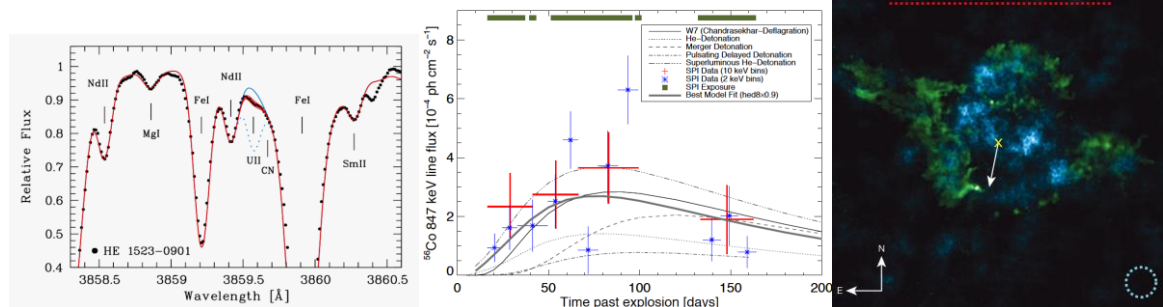 NdII
NdII
FeI
FeI
MgI
UII
CN
SmII
HE 1523-0901
Relative Flux
1
0.9
0.8
0.7
0.6
0.5
0.4
3858.5
3859
3859.5
3860
3860.5
Wavelength [Å]
⁵⁶Co 847 keV line flux [10⁻⁴ ph cm⁻² s⁻¹]
8
6
4
2
0
W7 (Chandrasekhar-Deflagration)
He-Detonation
Merger Detonation
Pulsating Delayed Detonation
Superluminous He-Detonation
SPI Data (10 keV bins)
SPI Data (2 keV bins)
SPI Exposure
Best Model Fit (hed8×0.9)
0
50
100
150
200
Time past explosion [days]
N
E